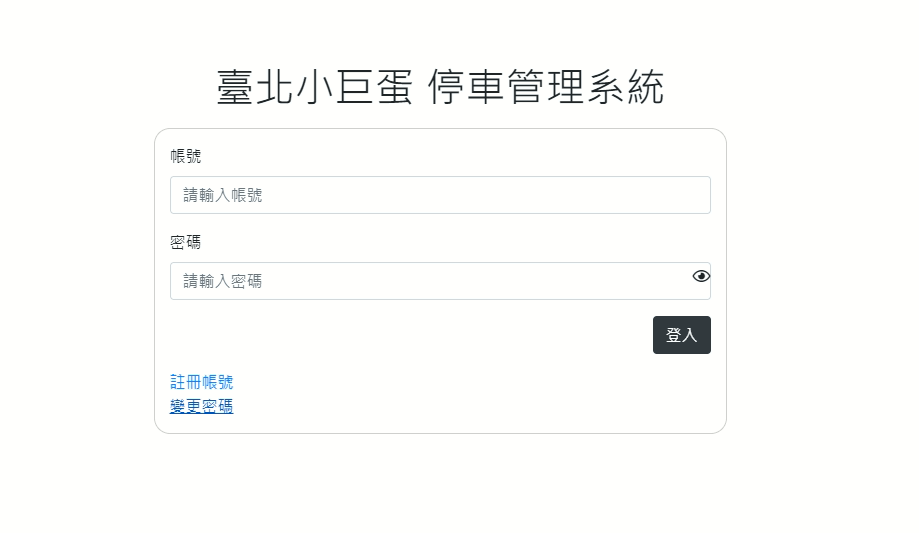 臺北小巨蛋 停車管理系統
帳號
請輸入帳號
密碼
請輸入密碼
登入
註冊帳號
變更密碼